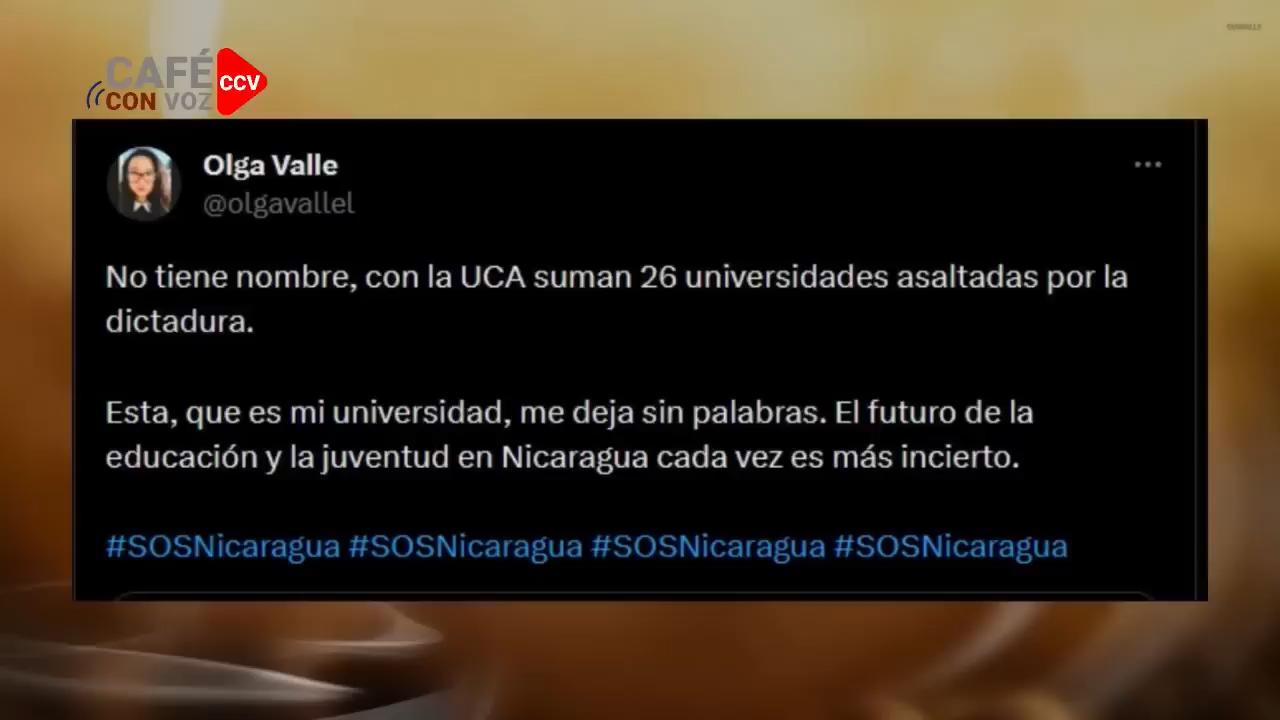 CAFÉ
CON VOZ
CCV
Olga Valle
@olgavallel
No tiene nombre, con la UCA suman 26 universidades asaltadas por la
dictadura.
Esta, que es mi universidad, me deja sin palabras. El futuro de la
educación y la juventud en Nicaragua cada vez es más incierto.
#SOSNicaragua #SOSNicaragua #SOSNicaragua #SOSNicaragua